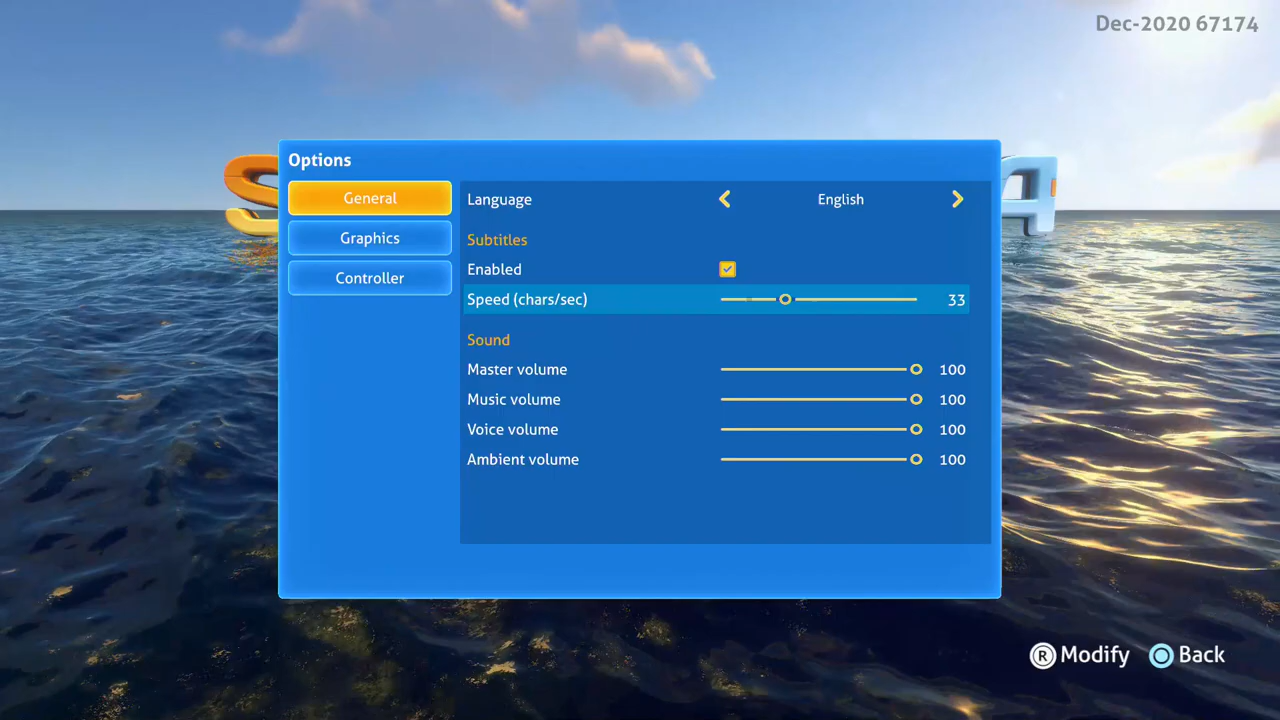 Dec-2020 67174
Options
General
Graphics
Controller
Language English
Subtitles
Enabled
Speed (chars/sec) 33
Sound
Master volume 100
Music volume 100
Voice volume 100
Ambient volume 100
R Modify Back